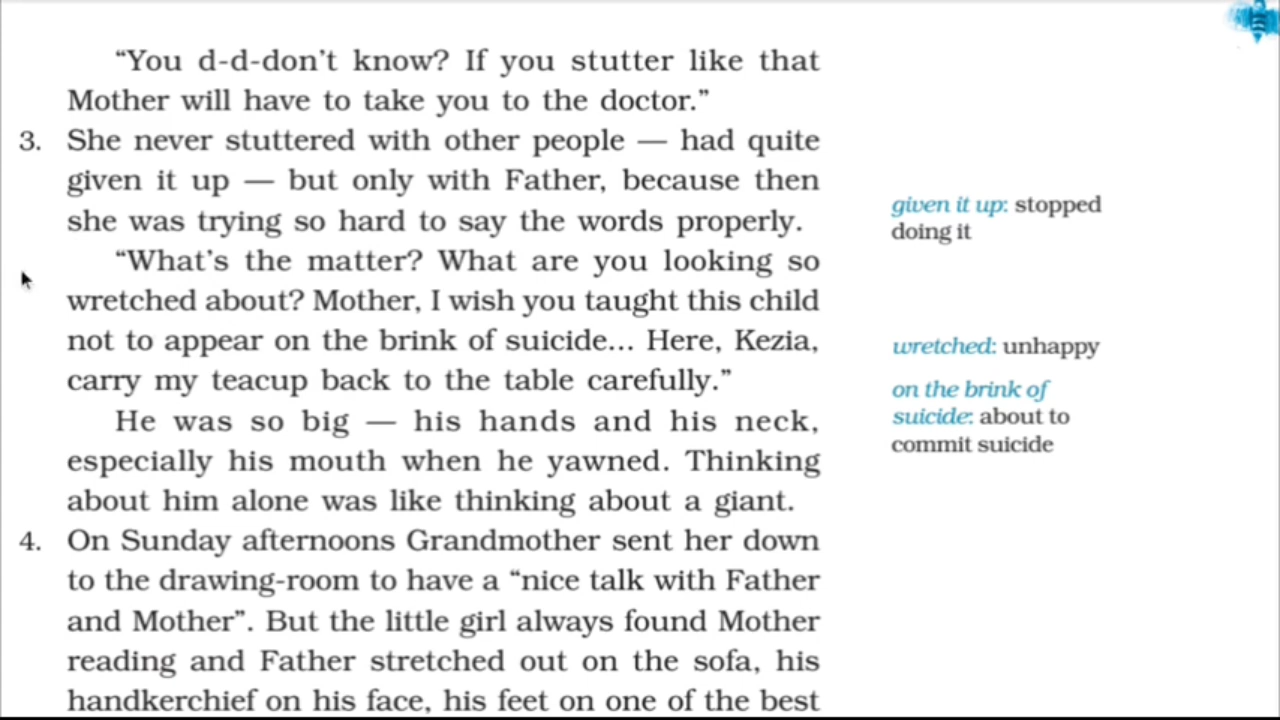 “You d-d-don’t know? If you stutter like that
Mother will have to take you to the doctor.”
3. She never stuttered with other people — had quite
given it up — but only with Father, because then
she was trying so hard to say the words properly.
“What’s the matter? What are you looking so
wretched about? Mother, I wish you taught this child
not to appear on the brink of suicide... Here, Kezia,
carry my teacup back to the table carefully.”
He was so big — his hands and his neck,
especially his mouth when he yawned. Thinking
about him alone was like thinking about a giant.
4. On Sunday afternoons Grandmother sent her down
to the drawing-room to have a “nice talk with Father
and Mother”. But the little girl always found Mother
reading and Father stretched out on the sofa, his
handkerchief on his face, his feet on one of the best
given it up: stopped
doing it
wretched: unhappy
on the brink of
suicide: about to
commit suicide